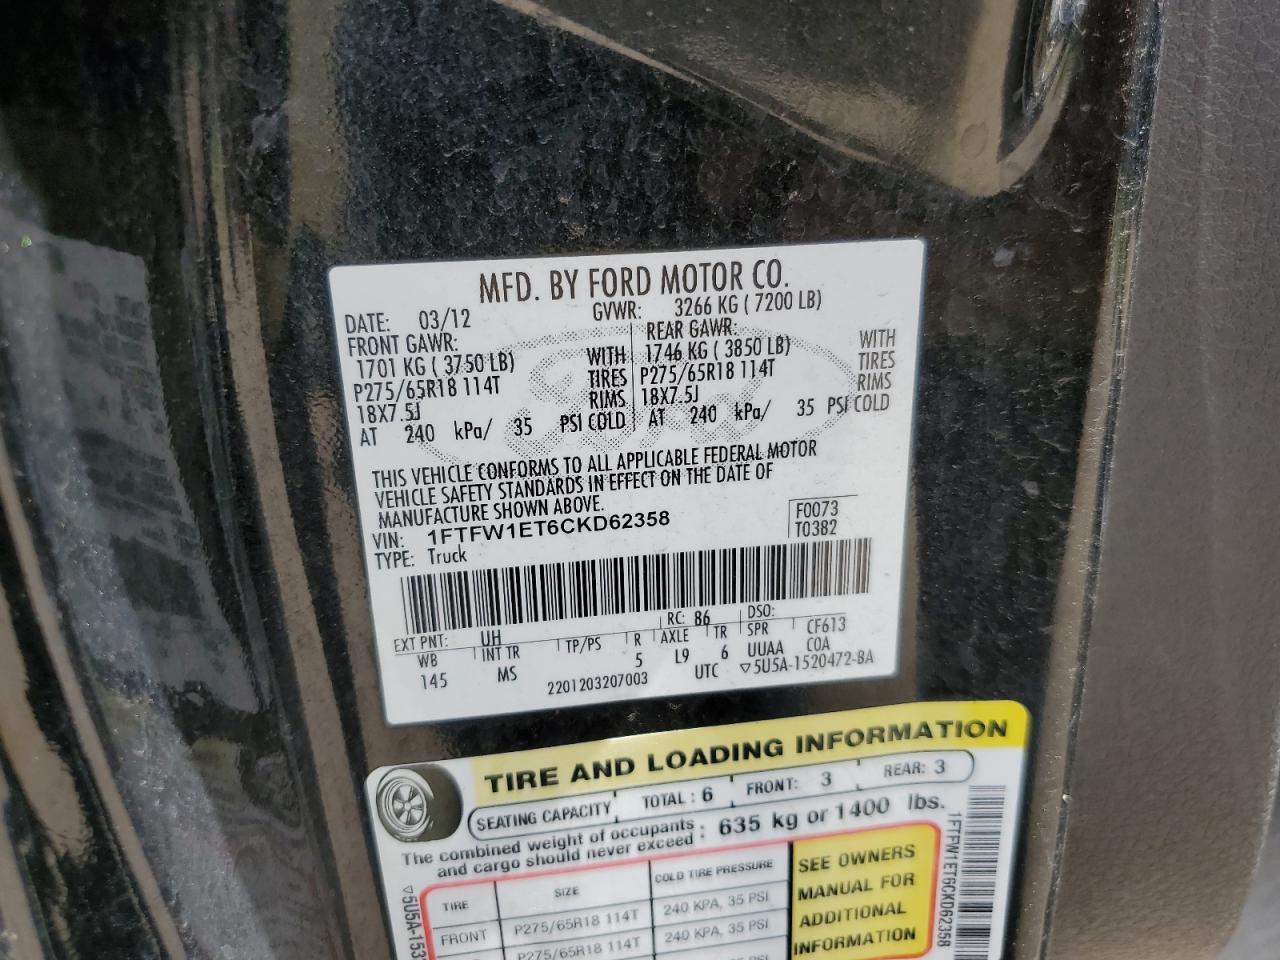 MFD. BY FORD MOTOR CO.
DATE: 03/12 GVWR: 3266 KG ( 7200 LB)
FRONT GAWR: REAR GAWR:
1701 KG ( 3750 LB) WITH 1746 KG ( 3850 LB) WITH
P275/65R18 114T TIRES P275/65R18 114T TIRES
18X7.5J RIMS 18X7.5J RIMS
AT 240 kPa/ 35 PSI COLD AT 240 kPa/ 35 PSI COLD
THIS VEHICLE CONFORMS TO ALL APPLICABLE FEDERAL MOTOR
VEHICLE SAFETY STANDARDS IN EFFECT ON THE DATE OF
MANUFACTURE SHOWN ABOVE.
VIN: 1FTFW1ET6CKD62358 F0073
TYPE: Truck T0382
EXT PNT: UH RC: 86 DSO:
WB INT TR TP/PS R AXLE TR SPR CF613
145 MS 5 L9 6 UUAA COA
2201203207003 UTC ▽5U5A-1520472-BA
TIRE AND LOADING INFORMATION
SEATING CAPACITY TOTAL : 6 FRONT: 3 REAR: 3
The combined weight of occupants and cargo should never exceed : 635 kg or 1400 lbs.
TIRE SIZE COLD TIRE PRESSURE
FRONT P275/65R18 114T 240 KPA, 35 PSI
P275/65R18 114T 240 KPA, 35 PSI
SEE OWNERS
MANUAL FOR
ADDITIONAL
INFORMATION
1FTFW1ET6CKD62358